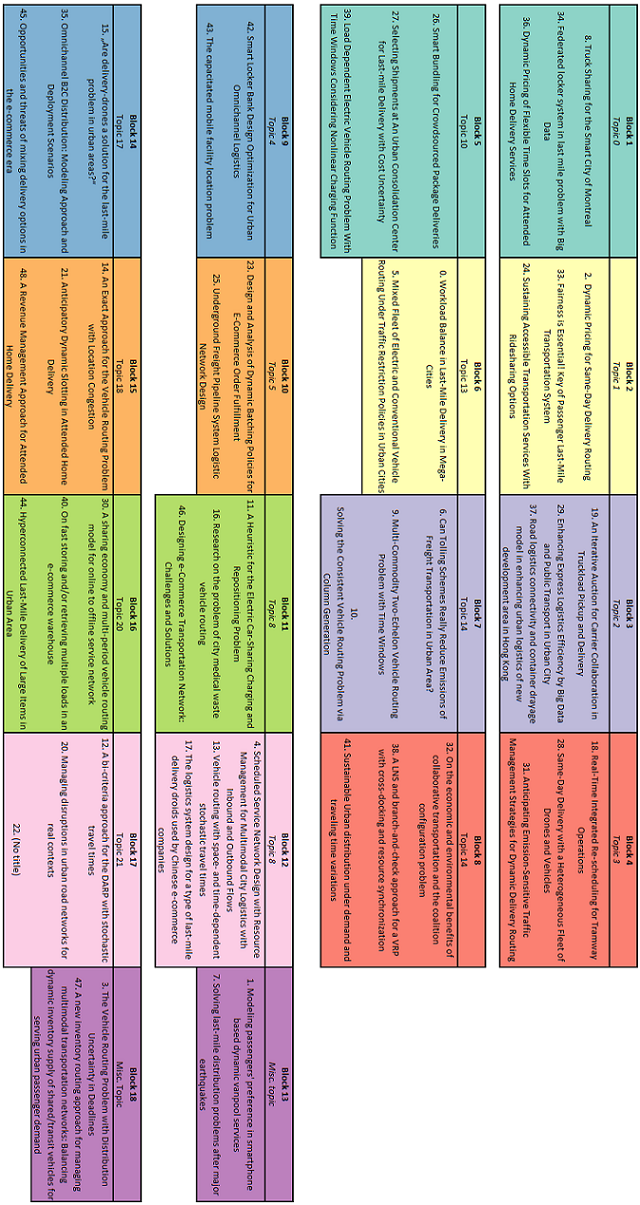 Block 1
Topic 0
8. Truck Sharing for the Smart City of Montreal
34. Federated locker system in last mile problem with Big
Data
36. Dynamic Pricing of Flexible Time Slots for Attended
Home Delivery Services
Block 2
Topic 1
2. Dynamic Pricing for Same-Day Delivery Routing
33. Fairness is Essential! Key of Passenger Last-Mile
Transportation System
24. Sustaining Accessible Transportation Services With
Ridesharing Options
Block 3
Topic 2
19. An Iterative Auction for Carrier Collaboration in
Truckload Pickup and Delivery
29. Enhancing Express Logistics: Efficiency by Big Data
and Public Transport in Urban City
37. Road logistics connectivity and container drayage
model in enhancing urban logistics of new
development area in Hong Kong
Block 4
Topic 3
18. Real-Time Integrated Re-scheduling for Tramway
Operations
28. Same-Day Delivery with a Heterogeneous Fleet of
Drones and Vehicles
31. Anticipating Emission-Sensitive Traffic
Management Strategies for Dynamic Delivery Routing
Block 5
Topic 10
26. Smart Bundling for Crowdsourced Package Deliveries
27. Selecting Shipments at An Urban Consolidation Center
for Last-mile Delivery with Cost Uncertainty
39. Load Dependent Electric Vehicle Routing Problem With
Time Windows Considering Nonlinear Charging Function
Block 6
Topic 13
0. Workload Balance in Last-Mile Delivery in Mega-
Cities
5. Mixed Fleet of Electric and Conventional Vehicle
Routing Under Traffic Restriction Policies in Urban Cities
Block 7
Topic 14
6. Can Tolling Schemes Really Reduce Emissions of
Freight Transportation in Urban Area?
9. Multi-Commodity Two-Echelon Vehicle Routing
Problem with Time Windows
10.
Solving the Consistent Vehicle Routing Problem via
Column Generation
Block 8
Topic 14
32. On the economic and environmental benefits of
collaborative transportation and the coalition
configuration problem
38. A LNS and branch-and-check approach for a VRP
with cross-docking and resource synchronization
41. Sustainable Urban distribution under demand and
traveling time variations
Block 9
Topic 4
42. Smart Locker Bank Design Optimization for Urban
Omnichannel Logistics
43. The capacitated mobile facility location problem
Block 10
Topic 5
23. Design and Analysis of Dynamic Batching Policies for
E-Commerce Order Fulfillment
25. Underground Freight Pipeline System Logistic
Network Design
Block 11
Topic 8
11. A Heuristic for the Electric Car-Sharing Charging and
Repositioning Problem
16. Research on the problem of city medical waste
vehicle routing
46. Designing e-Commerce Transportation Network:
Challenges and Solutions
Block 12
Topic 8
4. Scheduled Service Network Design with Resource
Management for Multimodal City Logistics with
Inbound and Outbound Flows
13. Vehicle routing with space- and time-dependent
stochastic travel times
17. The logistics system design for a type of last-mile
delivery droids used by Chinese e-commerce
companies
Block 13
Misc. topic
1. Modeling passengers' preference in smartphone
based dynamic vanpool services
7. Solving last-mile distribution problems after major
earthquakes
Block 14
Topic 17
15. „Are delivery-drones a solution for the last-mile
problem in urban areas?"
35. Omnichannel B2C Distribution: Modeling Approach and
Deployment Scenarios
45. Opportunities and threats of mixing delivery options in
the e-commerce era
Block 15
Topic 18
14. An Exact Approach for the Vehicle Routing Problem
with Location Congestion
21. Anticipatory Dynamic Slotting in Attended Home
Delivery
48. A Revenue Management Approach for Attended
Home Delivery
Block 16
Topic 20
30. A sharing economy and multi-period vehicle routing
model for online to offline service network
40. On fast storing and/or retrieving multiple loads in an
e-commerce warehouse
44. Hyperconnected Last-Mile Delivery of Large Items in
Urban Area
Block 17
Topic 21
12. A bi-criteria approach for the OARP with stochastic
travel times
20. Managing disruptions in urban road networks for
real contexts
22. (No title)
Block 18
Misc. Topic
3. The Vehicle Routing Problem with Distribution
Uncertainty in Deadlines
47. A new inventory routing approach for managing
multimodal transportation networks: Balancing
dynamic inventory supply of shared/transit vehicles for
serving urban passenger demand